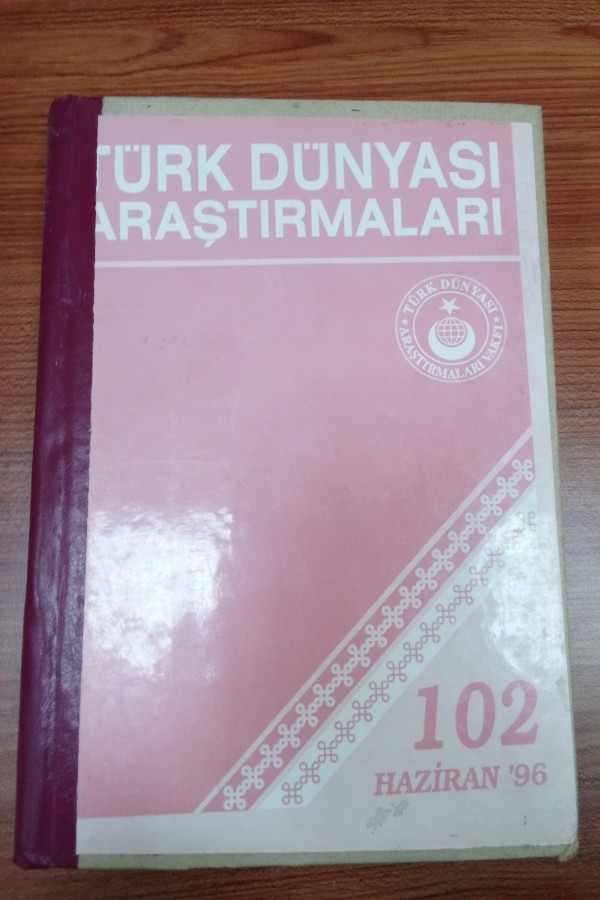 TÜRK DÜNYASI
ARAŞTIRMALARI
TÜRK DÜNYASI
ARAŞTIRMALARI VAKFI
102
HAZİRAN '96